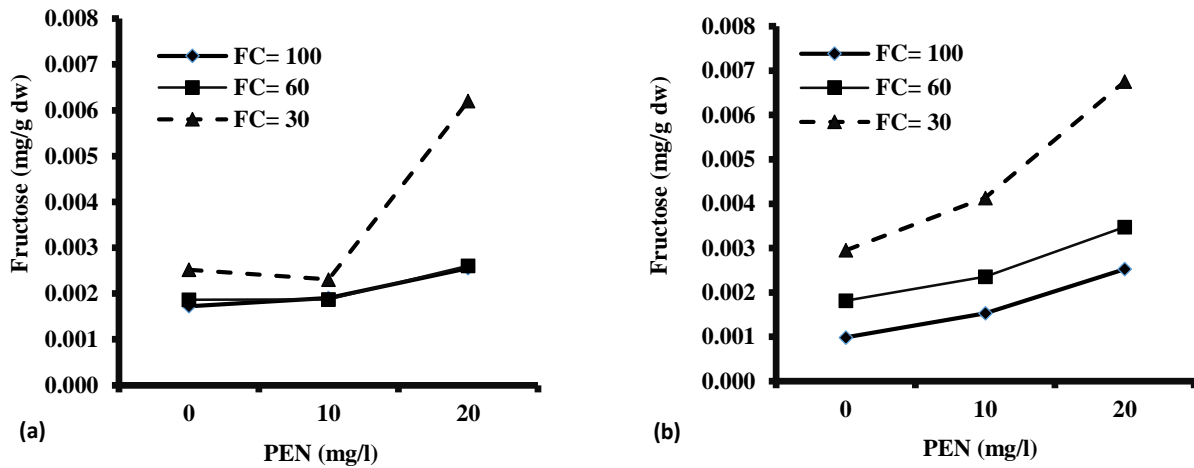 0.008
0.007
0.006
0.005
0.004
0.003
0.002
0.001
0.000
Fructose (mg/g dw)
FC= 100
FC= 60
FC= 30
0 10 20
PEN (mg/l)
(a)
0.008
0.007
0.006
0.005
0.004
0.003
0.002
0.001
0.000
Fructose (mg/g dw)
FC= 100
FC= 60
FC= 30
0 10 20
PEN (mg/l)
(b)